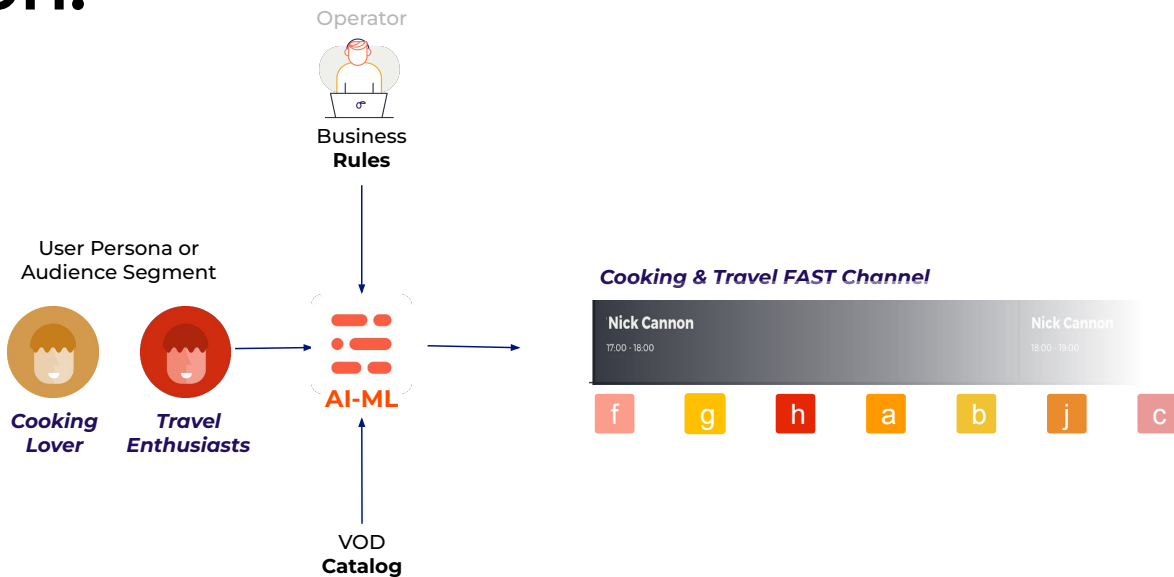 Operator
Business
Rules
User Persona or
Audience Segment
Cooking & Travel FAST Channel
Nick Cannon
Nick Cannon
17:00 - 18:00
18:00 - 19:00
AI-ML
f g h a b j c
Cooking
Lover
Travel
Enthusiasts
VOD
Catalog